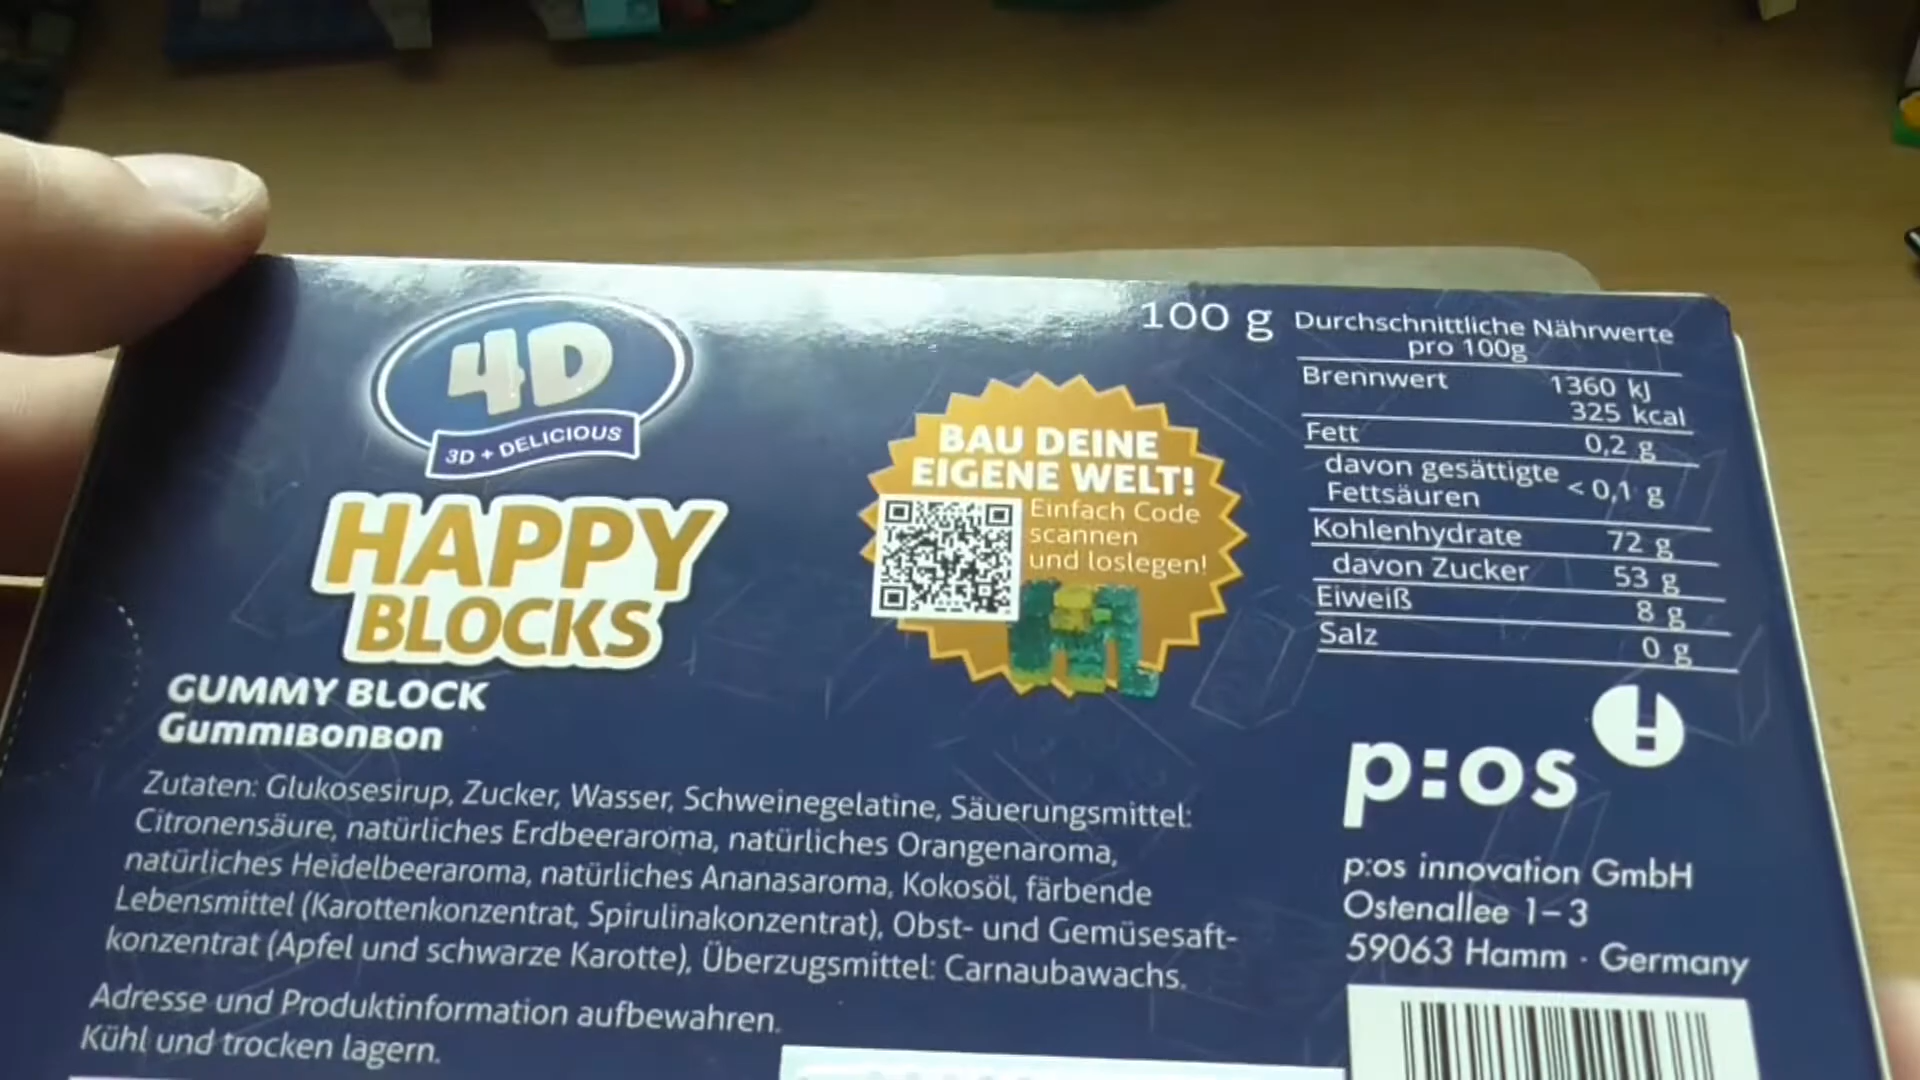 4D
3D + DELICIOUS
HAPPY
BLOCKS
GUMMY BLOCK
GUMMIBONBON
Zutaten: Glukosesirup, Zucker, Wasser, Schweinegelatine, Säuerungsmittel:
Citronensäure, natürliches Erdbeeraroma, natürliches Orangenaroma,
natürliches Heidelbeeraroma, natürliches Ananasaroma, Kokosöl, färbende
Lebensmittel (Karottenkonzentrat, Spirulinakonzentrat), Obst- und Gemüsesaft-
konzentrat (Apfel und schwarze Karotte), Überzugsmittel: Carnaubawachs.
Adresse und Produktinformation aufbewahren.
Kühl und trocken lagern.
BAU DEINE
EIGENE WELT!
Einfach Code
scannen
und loslegen!
100 g
Durchschnittliche Nährwerte
pro 100g
Brennwert 1360 kJ
325 kcal
Fett 0,2 g
davon gesättigte
Fettsäuren < 0,1 g
Kohlenhydrate 72 g
davon Zucker 53 g
Eiweiß 8 g
Salz 0 g
p:os
p:os innovation GmbH
Ostenallee 1–3
59063 Hamm · Germany